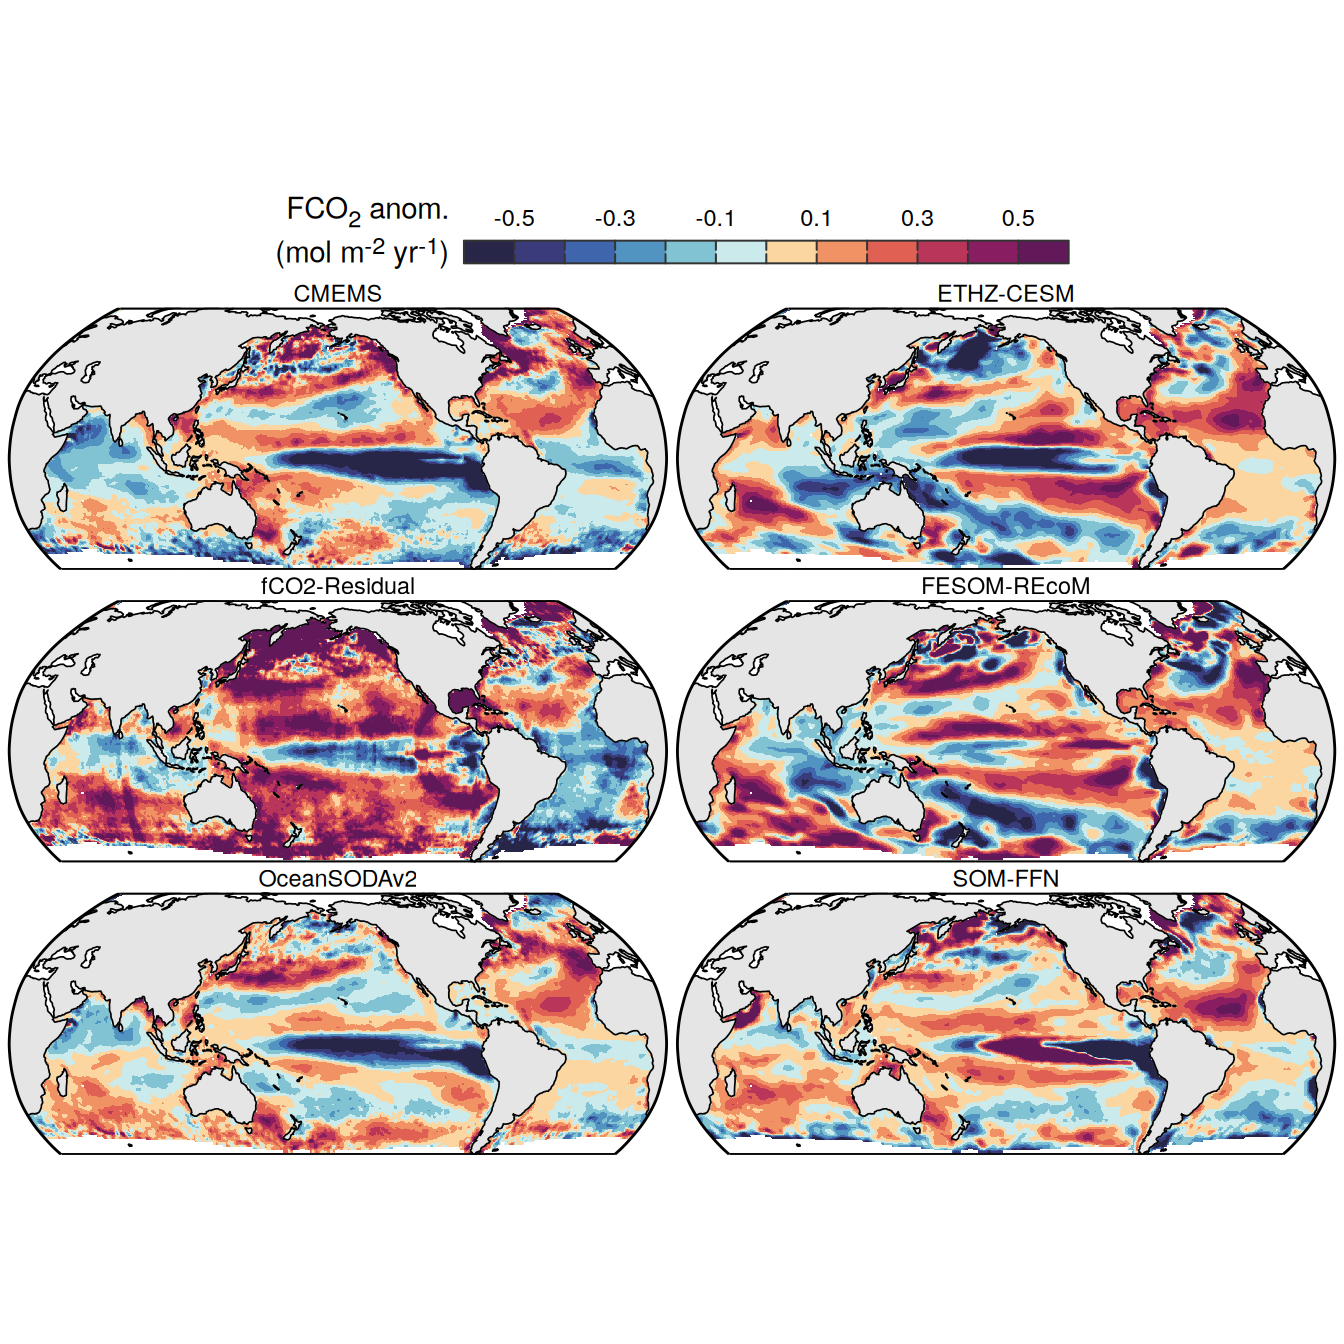 FCO2 anom.
(mol m-2 yr-1)
-0.5 -0.3 -0.1 0.1 0.3 0.5
CMEMS
ETHZ-CESM
fCO2-Residual
FESOM-REcoM
OceanSODAv2
SOM-FFN